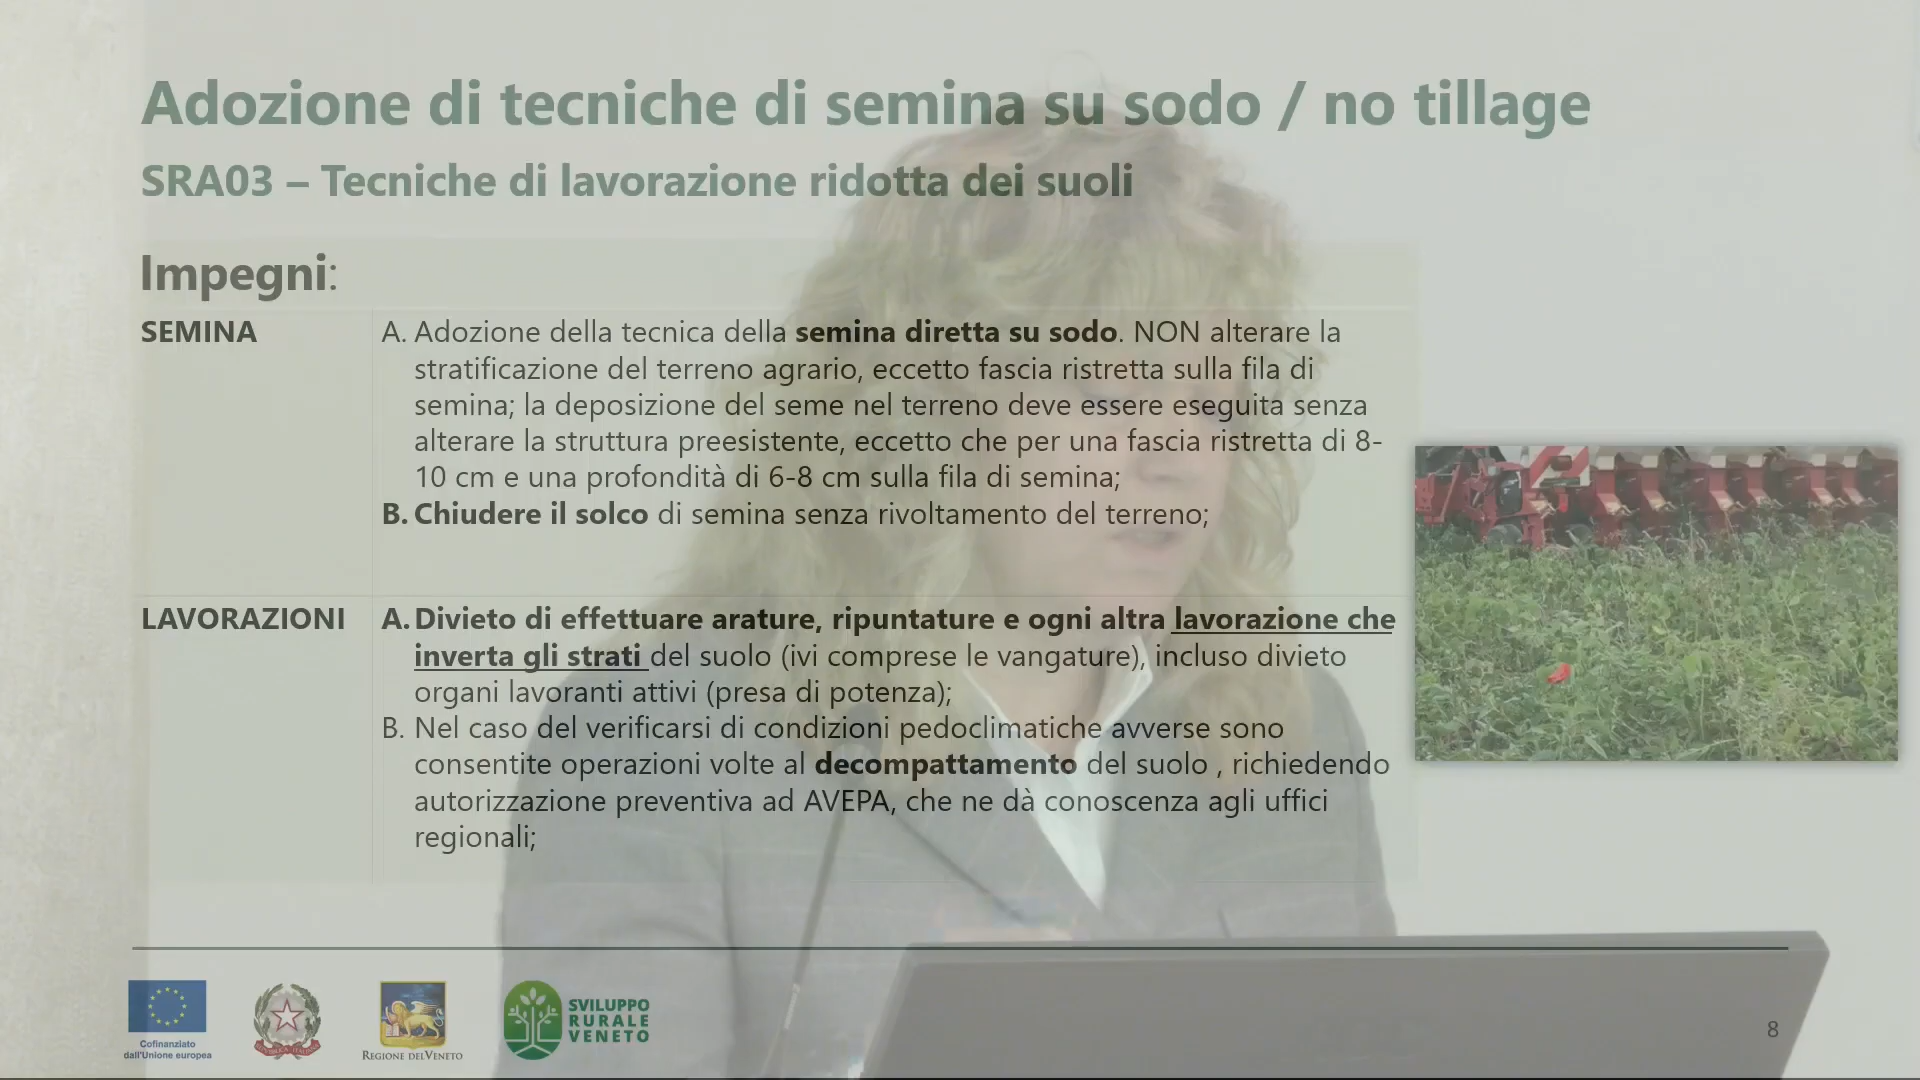 Adozione di tecniche di semina su sodo / no tillage
SRA03 – Tecniche di lavorazione ridotta dei suoli
Impegni:
SEMINA
A. Adozione della tecnica della semina diretta su sodo. NON alterare la
stratificazione del terreno agrario, eccetto fascia ristretta sulla fila di
semina; la deposizione del seme nel terreno deve essere eseguita senza
alterare la struttura preesistente, eccetto che per una fascia ristretta di 8-
10 cm e una profondità di 6-8 cm sulla fila di semina;
B. Chiudere il solco di semina senza rivoltamento del terreno;
LAVORAZIONI
A. Divieto di effettuare arature, ripuntature e ogni altra lavorazione che
inverta gli strati del suolo (ivi comprese le vangature), incluso divieto
organi lavoranti attivi (presa di potenza);
B. Nel caso del verificarsi di condizioni pedoclimatiche avverse sono
consentite operazioni volte al decompattamento del suolo , richiedendo
autorizzazione preventiva ad AVEPA, che ne dà conoscenza agli uffici
regionali;
Cofinanziato
dall'Unione europea
REGIONE DEL VENETO
SVILUPPO
RURALE
VENETO
8